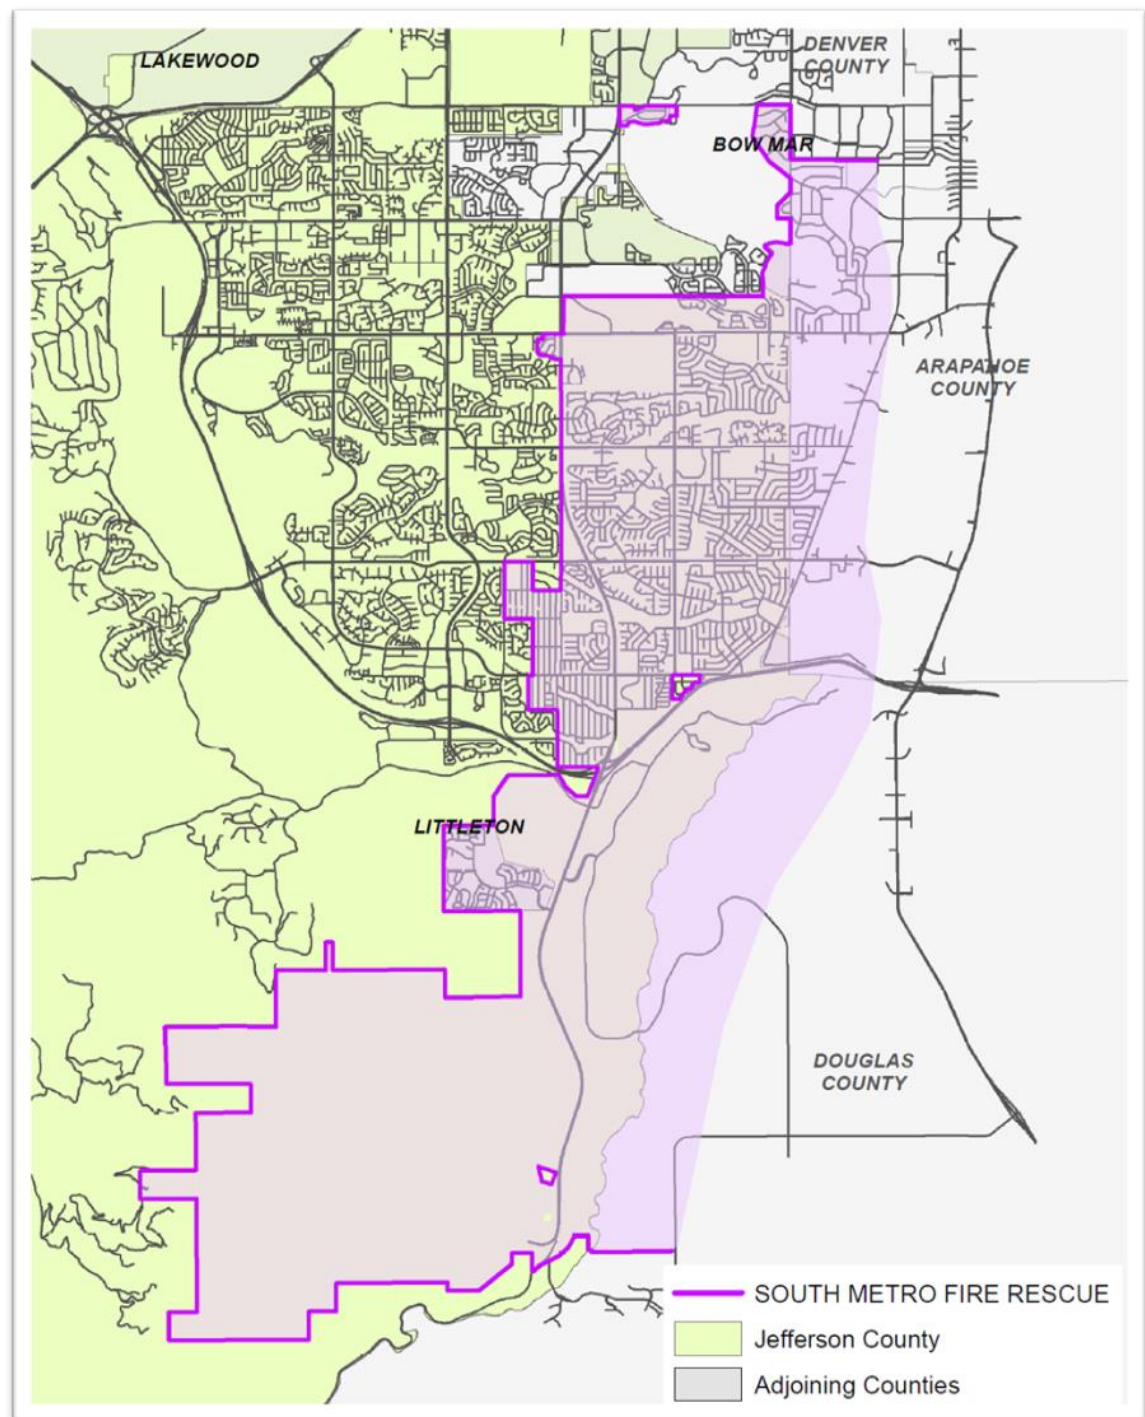 LAKEWOOD
DENVER
COUNTY
BOW MAR
ARAPAHOE
COUNTY
LITTLETON
DOUGLAS
COUNTY
SOUTH METRO FIRE RESCUE
Jefferson County
Adjoining Counties